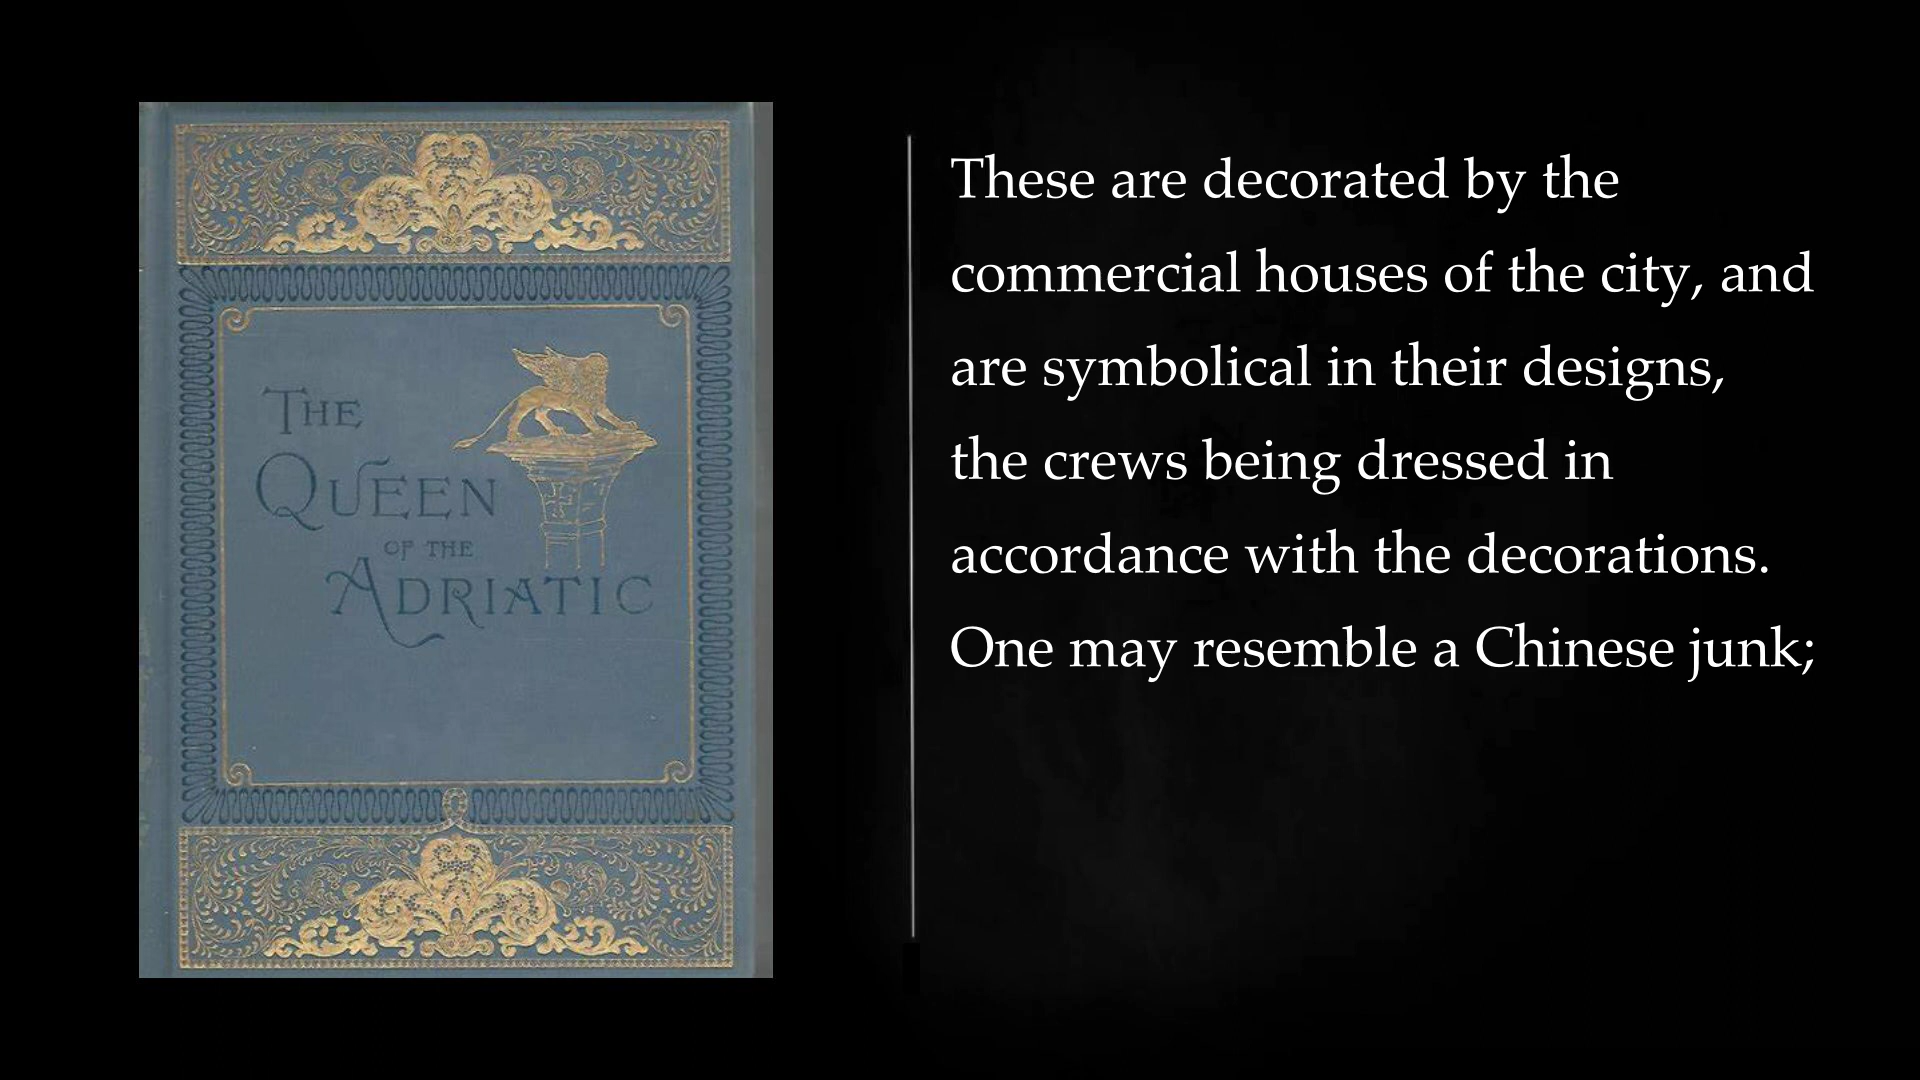 THE
QUEEN
OF THE
ADRIATIC
These are decorated by the
commercial houses of the city, and
are symbolical in their designs,
the crews being dressed in
accordance with the decorations.
One may resemble a Chinese junk;